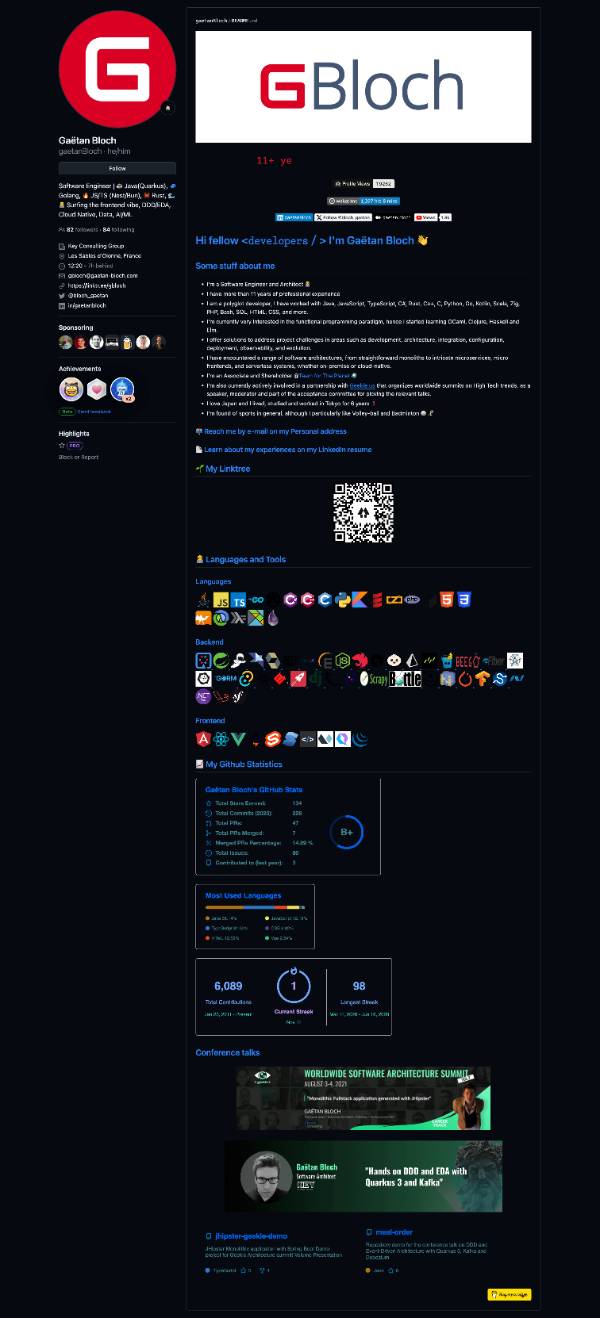 Gaëtan Bloch
gaetanBloch · he/him
Follow
Software Engineer | Java(Quarkus),
Golang, JS/TS (Nest/Bun), Rust,
Surfing the frontend vibe, DDD/EDA,
Cloud Native, Data, AI/ML
82 followers · 84 following
Key Consulting Group
Les Sables d'Olonne, France
12:20 - 7h behind
gbloch@gaetan-bloch.com
https://linktr.ee/gbloch
@bloch_gaetan
in/gaetanbloch
Sponsoring
Achievements
x2
Beta Send feedback
Highlights
PRO
Block or Report
gaetanBloch / README.md
GBloch
11+ ye
Profile Views 19262
Hi fellow <developers / > I'm Gaëtan Bloch
Some stuff about me
I'm a Software Engineer and Architect
I have more than 11 years of professional experience
I am a polyglot developer, I have worked with Java, JavaScript, TypeScript, C#, Rust, C++, C, Python, Go, Kotlin, Scala, Zig,
PHP, Bash, SQL, HTML, CSS, and more.
I'm currently very interested in the functional programming paradigm, hence I started learning OCaml, Clojure, Haskell and
Elm.
I offer solutions to address project challenges in areas such as development, architecture, integration, configuration,
deployment, observability, and evolution.
I have encountered a range of software architectures, from straightforward monoliths to intricate microservices, micro
frontends, and serverless systems, whether on-premise or cloud-native.
I'm an Associate and Shareholder @Team for The Planet
I'm also currently actively involved in a partnership with Geekle.us that organizes worldwide summits on High Tech trends, as a
speaker, moderator and part of the acceptance committee for picking the relevant talks.
I love Japan and I lived, studied and worked in Tokyo for 6 years
I'm found of sports in general, although I particularly like Volley-ball and Badminton
Reach me by e-mail on my Personal address
Learn about my experiences on my LinkedIn resume
My Linktree
Languages and Tools
Languages
JS TS GO
php
Backend
GORM
Scrapy Bottle
Frontend
My Github Statistics
Gaëtan Bloch's GitHub Stats
Total Stars Earned: 134
Total Commits (2023): 226
Total PRs: 47
Total PRs Merged: 7
Merged PRs Percentage: 14.89 %
Total Issues:
Contributed to (last year): 3
B+
Most Used Languages
6,089
Total Contributions
1
Current Streak
98
Longest Streak
Conference talks
WORLDWIDE SOFTWARE ARCHITECTURE SUMMIT
AUGUST 3-4, 2021
"Monolithic Fullstack application generated with JHipster"
GAËTAN BLOCH
Gaëtan Bloch
Software Architect
KEY
"Hands on DDD and EDA with
Quarkus 3 and Kafka"
jhipster-geekle-demo
JHipster Monolithic application with Spring Boot Demo
project for Geekle Architecture summit Volume Presentation
TypeScript
meal-order
Repository demo for the conference talk on DDD and
Event Driven Architecture with Quarkus 3, Kafka and
Debezium
Java